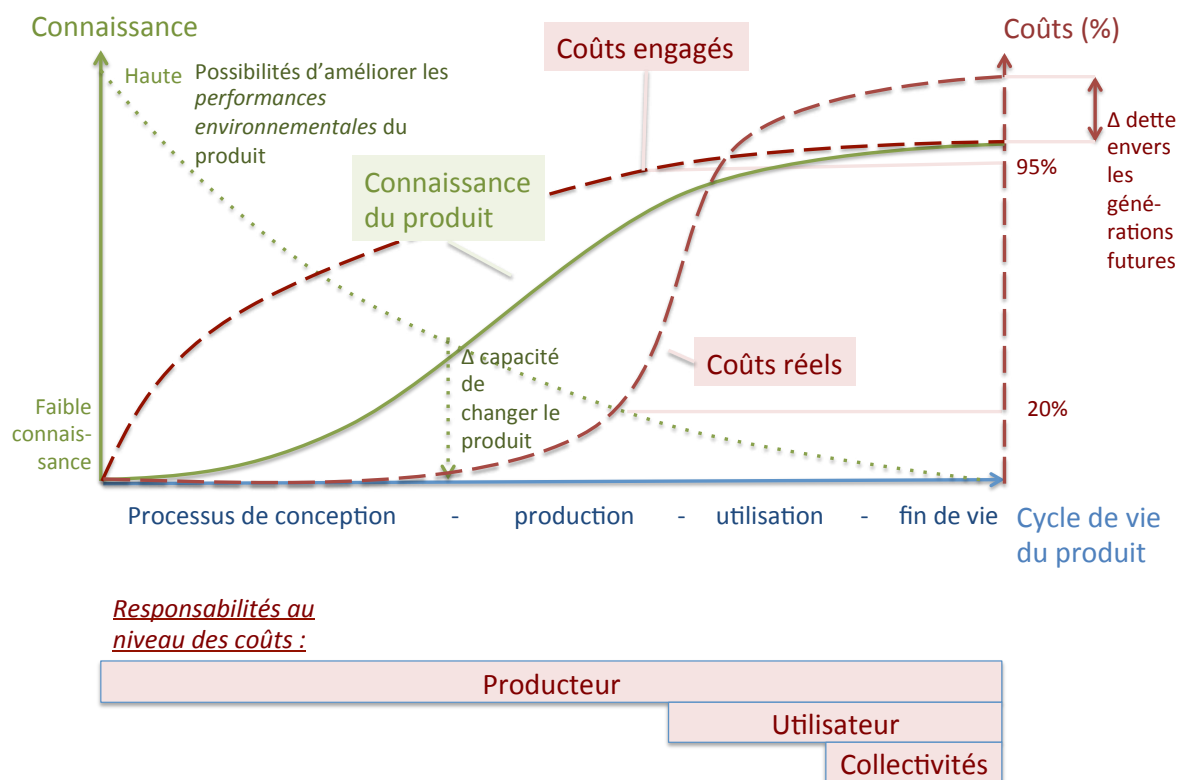 Connaissance
Coûts (%)
Coûts engagés
Haute
Possibilités d’améliorer les
performances
environnementales du
produit
Δ dette
envers
les
géné-
rations
futures
95%
Connaissance
du produit
Δ capacité
de
changer le
produit
Coûts réels
Faible
connais-
sance
20%
Processus de conception - production - utilisation - fin de vie
Cycle de vie
du produit
Responsabilités au
niveau des coûts :
Producteur
Utilisateur
Collectivités